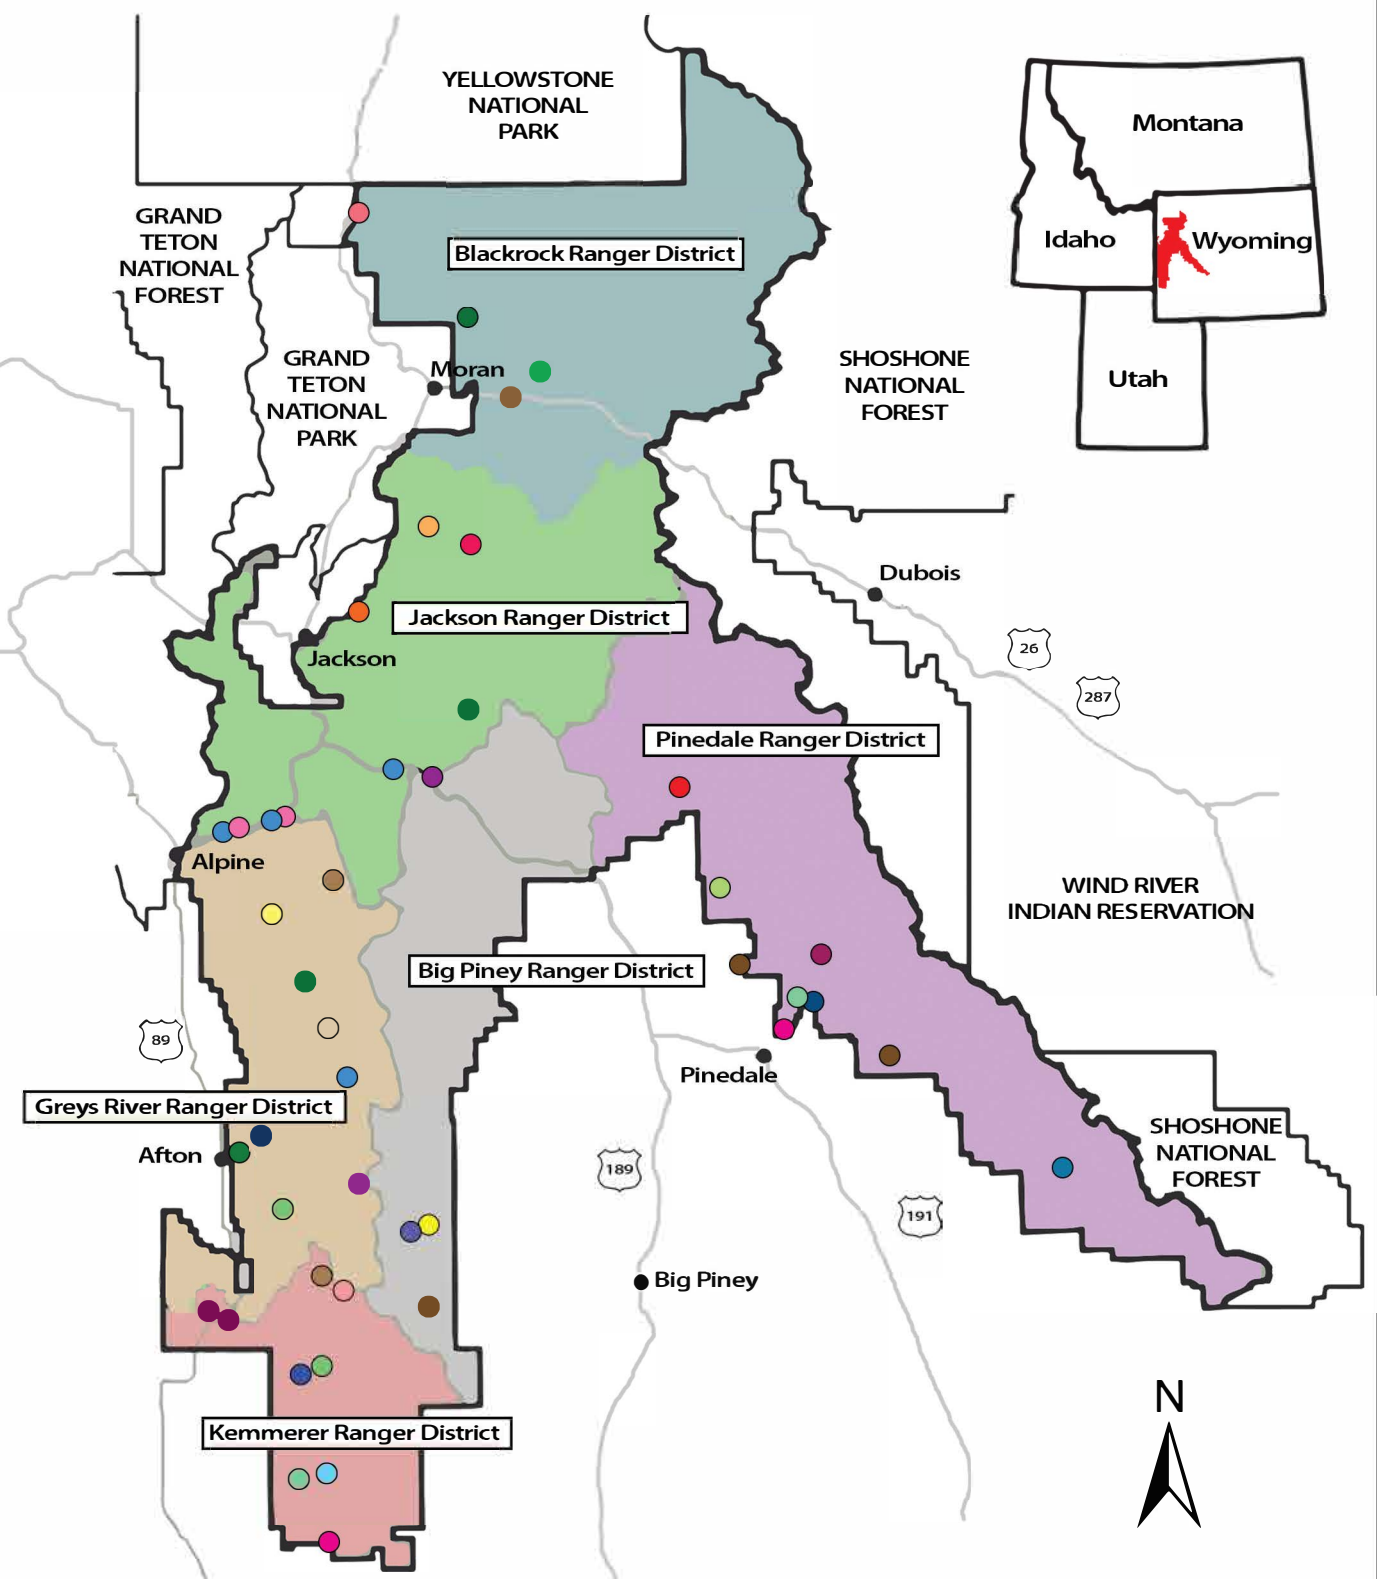 YELLOWSTONE
NATIONAL
PARK
Montana
GRAND
TETON
NATIONAL
FOREST
Blackrock Ranger District
Idaho
Wyoming
GRAND
TETON
NATIONAL
PARK
Moran
SHOSHONE
NATIONAL
FOREST
Utah
Dubois
Jackson Ranger District
26
Jackson
287
Pinedale Ranger District
Alpine
WIND RIVER
INDIAN RESERVATION
Big Piney Ranger District
89
Pinedale
Greys River Ranger District
Afton
SHOSHONE
NATIONAL
FOREST
189
191
Big Piney
N
Kemmerer Ranger District